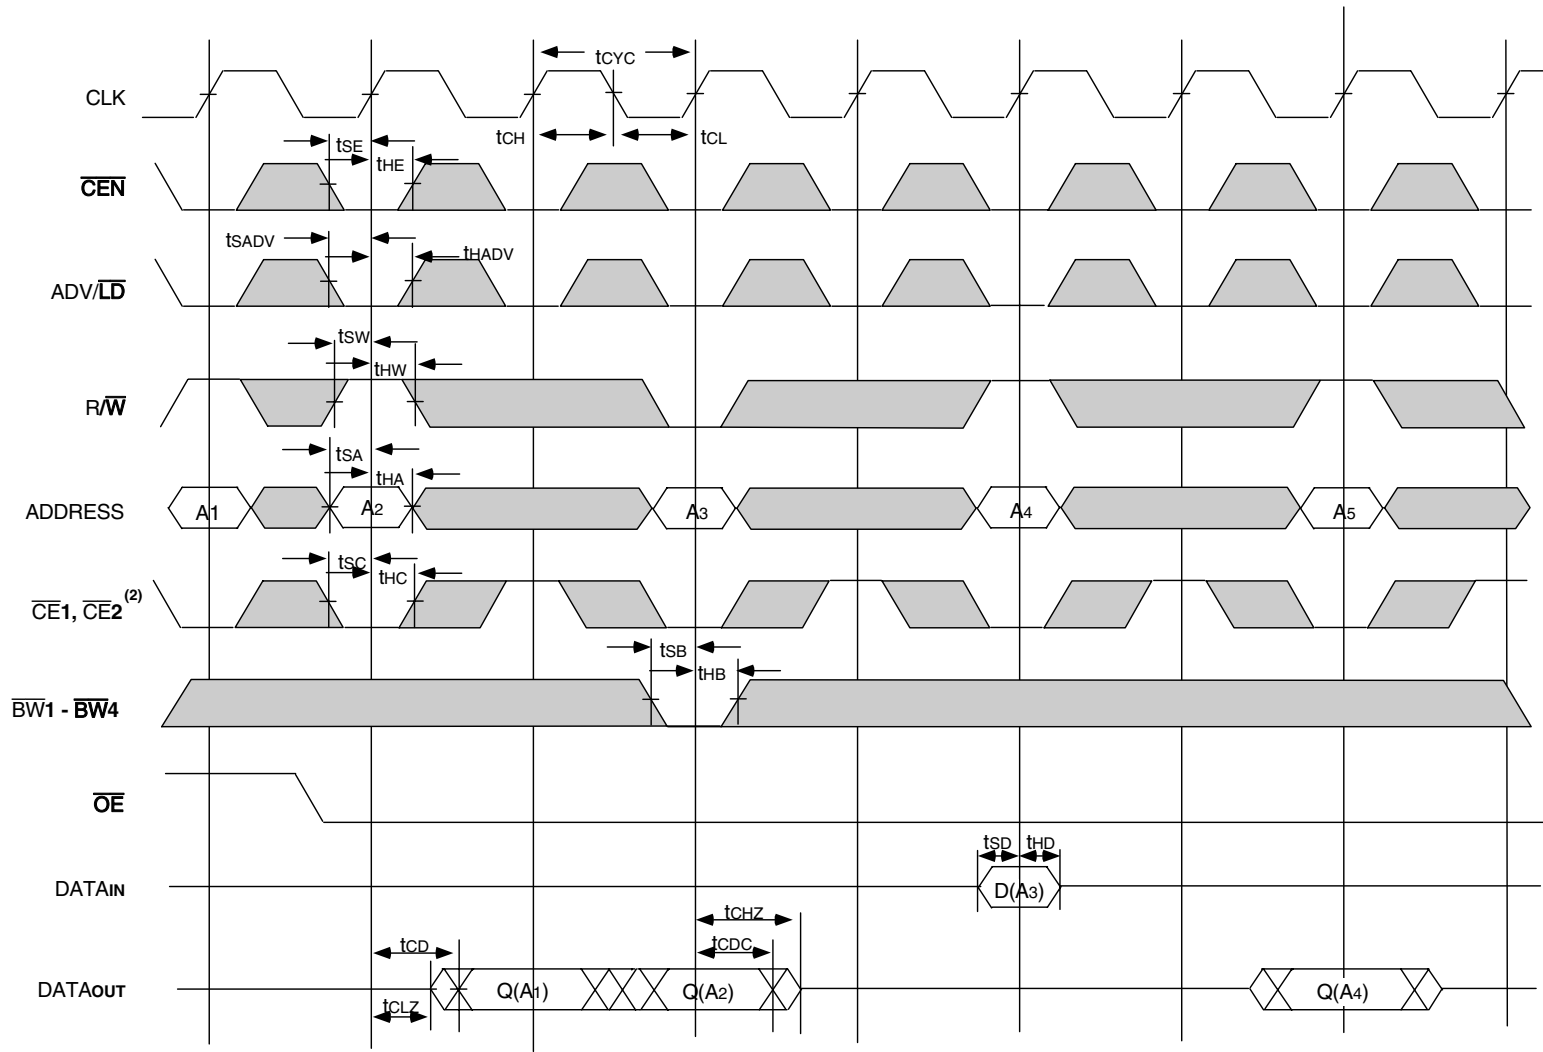 tCYC
CLK
tCH
tCL
tSE
tHE
CEN
tSADV
tHADV
ADV/LD
tSW
tHW
R/W
tSA
tHA
ADDRESS
A1
A2
A3
A4
A5
tSC
tHC
CE1, CE2 (2)
tSB
tHB
BW1 - BW4
OE
tSD
tHD
DATAIN
D(A3)
tCHZ
tCD
tCDC
DATAOUT
Q(A1)
Q(A2)
Q(A4)
tCLZ